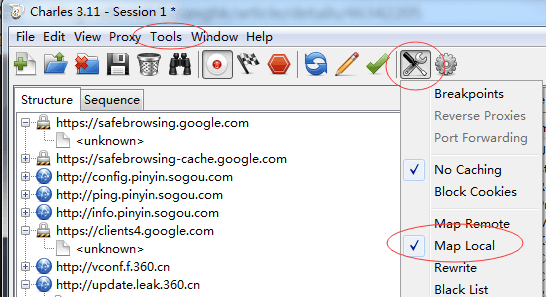 Charles 3.11 - Session 1 *
File Edit View Proxy Tools Window Help
Structure Sequence
https://safebrowsing.google.com
<unknown>
https://safebrowsing-cache.google.com
http://config.pinyin.sogou.com
http://ping.pinyin.sogou.com
http://info.pinyin.sogou.com
https://clients4.google.com
<unknown>
http://vconf.f.360.cn
http://update.leak.360.cn
Breakpoints
Reverse Proxies
Port Forwarding
No Caching
Block Cookies
Map Remote
Map Local
Rewrite
Black List